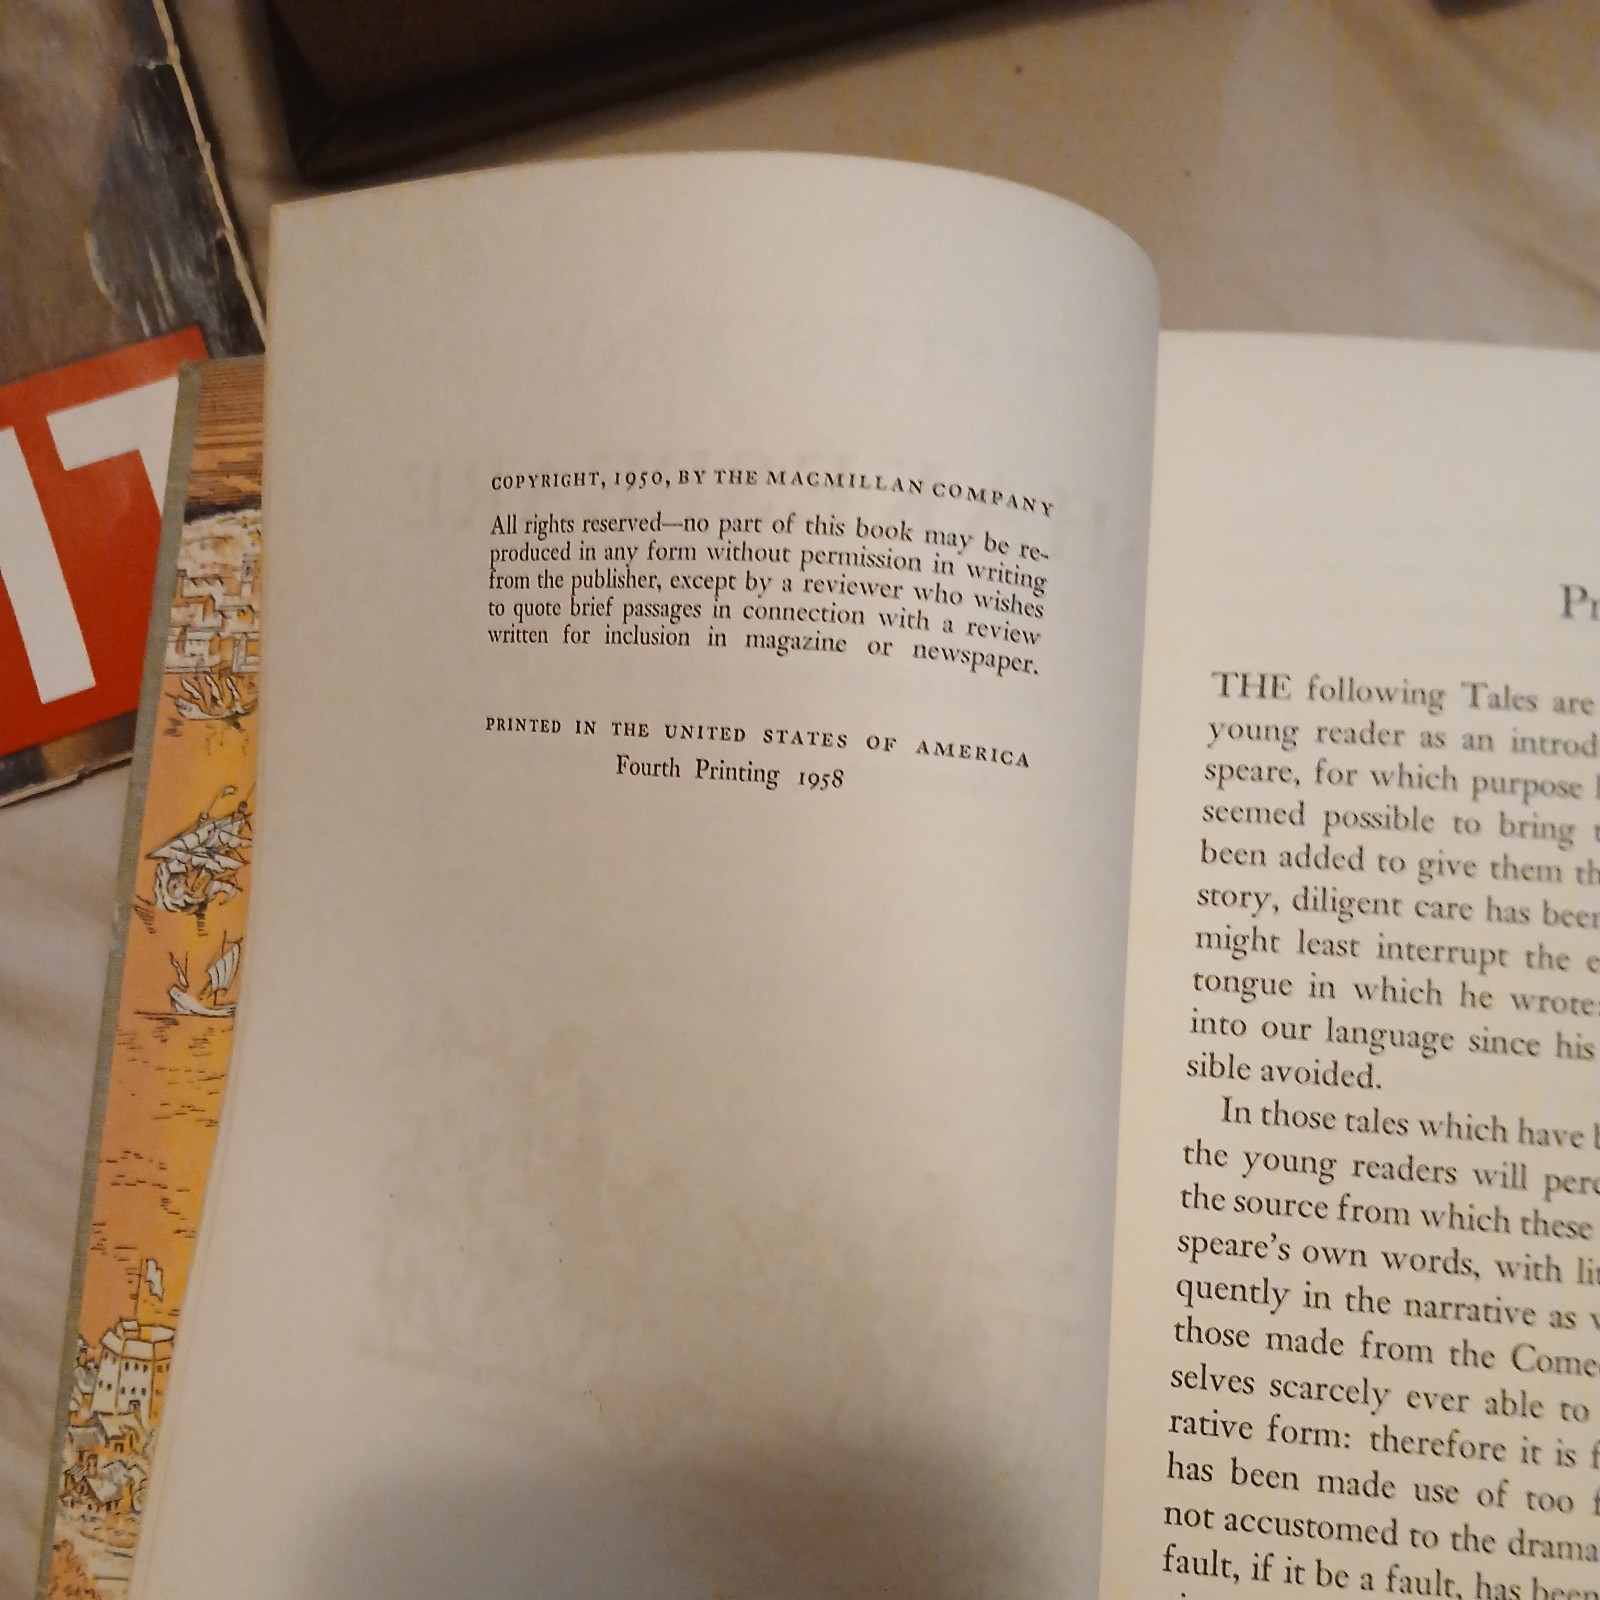 17
COPYRIGHT, 1950, BY THE MACMILLAN COMPANY
All rights reserved—no part of this book may be re-
produced in any form without permission in writing
from the publisher, except by a reviewer who wishes
to quote brief passages in connection with a review
written for inclusion in magazine or newspaper.
PRINTED IN THE UNITED STATES OF AMERICA
Fourth Printing 1958
THE following Tales are
young reader as an introd
speare, for which purpose
seemed possible to bring
been added to give them th
story, diligent care has been
might least interrupt the e
tongue in which he wrote:
into our language since his
sible avoided.
In those tales which have b
the young readers will perc
the source from which these
speare's own words, with lit
quently in the narrative as
those made from the Come
selves scarcely ever able to
rative form: therefore it is f
has been made use of too f
not accustomed to the drama
fault, if it be a fault, has been